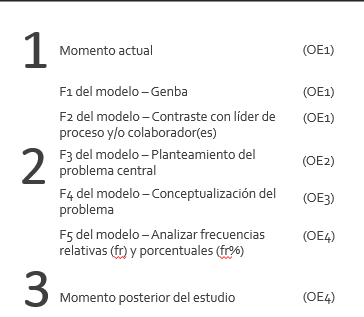 1 Momento actual (OE1)
F1 del modelo – Genba (OE1)
F2 del modelo – Contraste con líder de (OE1)
proceso y/o colaborador(es)
2 F3 del modelo – Planteamiento del (OE2)
problema central
F4 del modelo – Conceptualización del (OE3)
problema
F5 del modelo – Analizar frecuencias (OE4)
relativas (fr) y porcentuales (fr%)
3 Momento posterior del estudio (OE4)